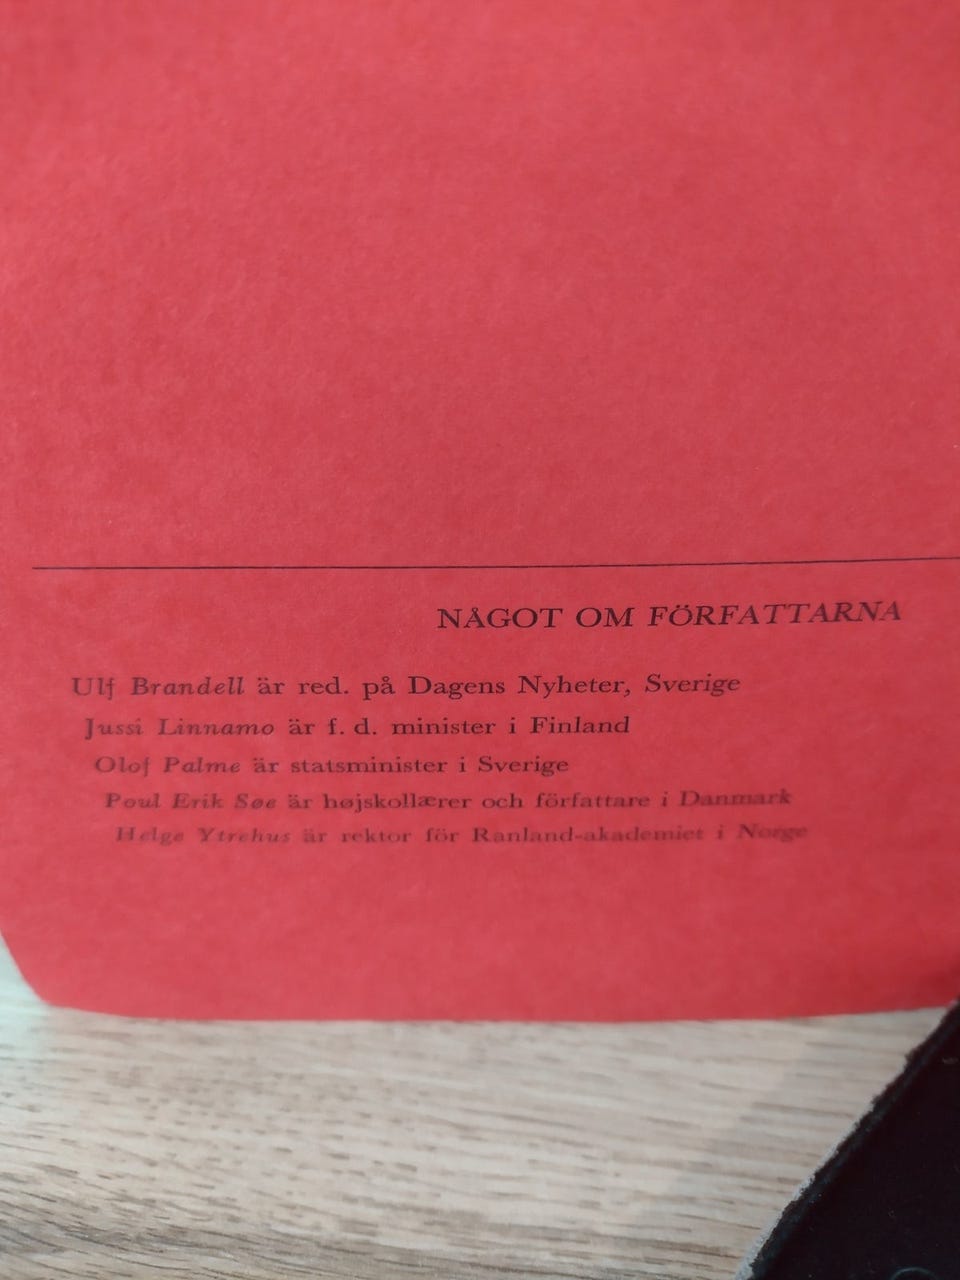 NÅGOT OM FÖRFATTARNA
Ulf Brandell är red. på Dagens Nyheter, Sverige
Jussi Linnamo är f. d. minister i Finland
Olof Palme är statsminister i Sverige
Poul Erik Søe är højskollærer och författare i Danmark
Helge Ytrehus är rektor för Ranland-akademiet i Norge